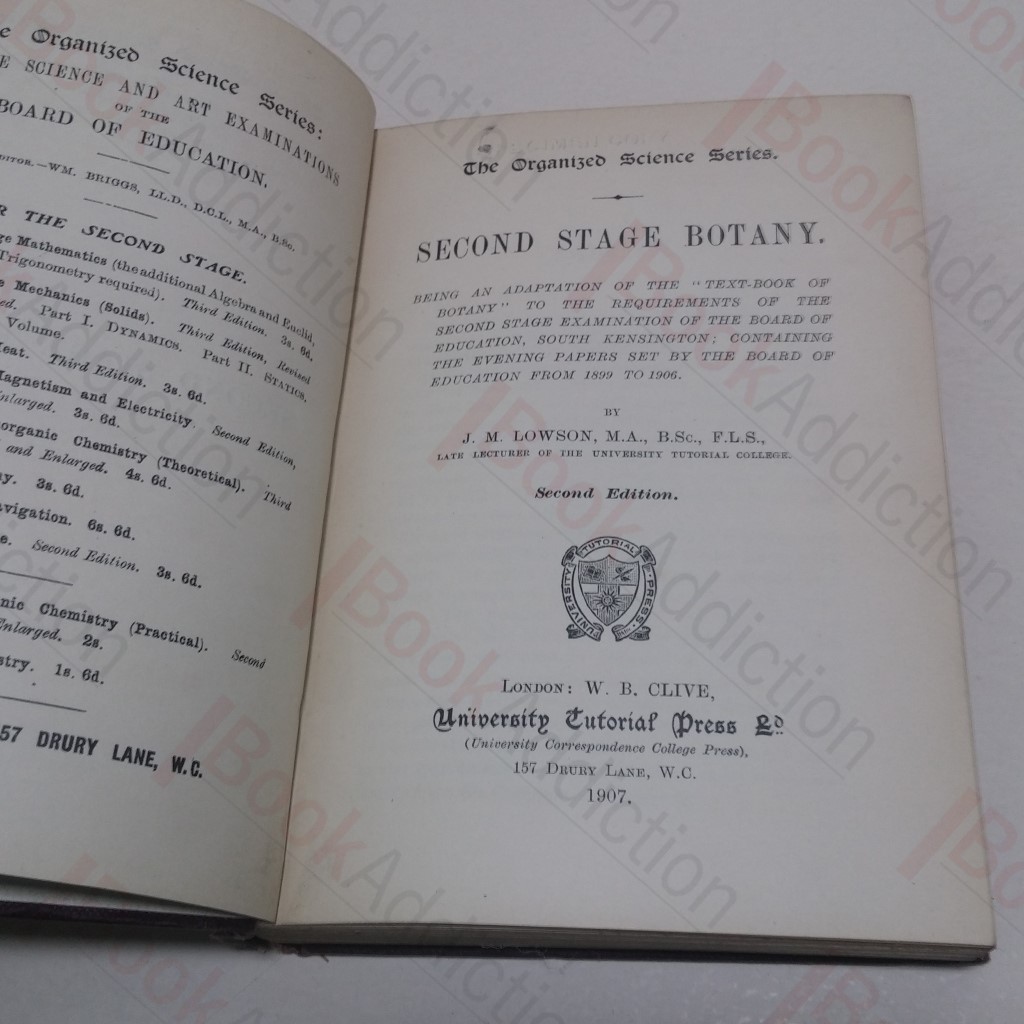 e Organized Science Series:
E SCIENCE AND ART EXAMINATIONS
OF THE
BOARD OF EDUCATION.
EDITOR.—WM. BRIGGS, LL.D., D.C.L., M.A., B.Sc.
R THE SECOND STAGE.
ge Mathematics (the additional Algebra and Euclid,
Trigonometry required). Third Edition. 3s. 6d.
e Mechanics (Solids). Third Edition, Revised
ed. Part I. DYNAMICS. Part II. STATICS.
Volume.
Heat. Third Edition. 3s. 6d.
Magnetism and Electricity. Second Edition,
nlarged. 3s. 6d.
organic Chemistry (Theoretical). Third
and Enlarged. 4s. 6d.
y. 3s. 6d.
avigation. 6s. 6d.
e. Second Edition. 3s. 6d.
nic Chemistry (Practical). Second
Enlarged. 2s.
stry. 1s. 6d.
57 DRURY LANE, W.C.
The Organized Science Series.
SECOND STAGE BOTANY.
BEING AN ADAPTATION OF THE "TEXT-BOOK OF
BOTANY" TO THE REQUIREMENTS OF THE
SECOND STAGE EXAMINATION OF THE BOARD OF
EDUCATION, SOUTH KENSINGTON; CONTAINING
THE EVENING PAPERS SET BY THE BOARD OF
EDUCATION FROM 1899 TO 1906.
BY
J. M. LOWSON, M.A., B.Sc., F.L.S.,
LATE LECTURER OF THE UNIVERSITY TUTORIAL COLLEGE.
Second Edition.
UNIVERSITY TUTORIAL PRESS
LONDON: W. B. CLIVE,
University Tutorial Press Ld.
(University Correspondence College Press),
157 DRURY LANE, W.C.
1907.
BookAddiction